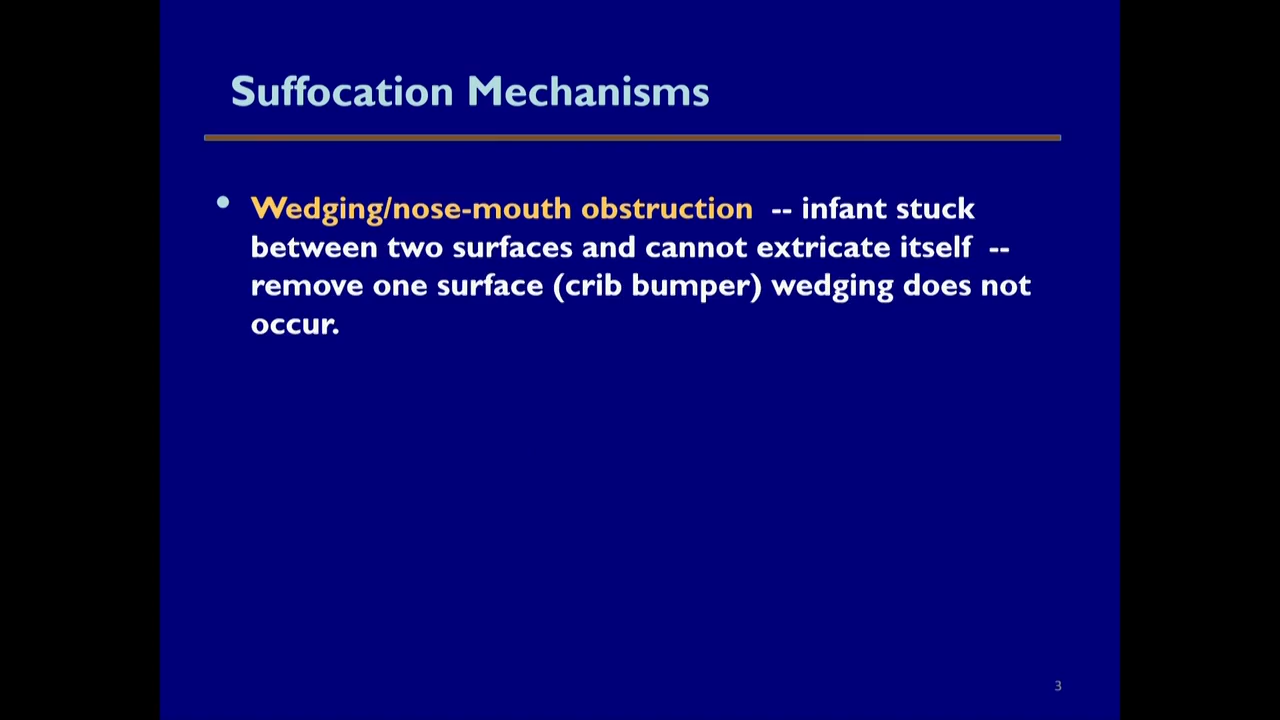 Suffocation Mechanisms
• Wedging/nose-mouth obstruction -- infant stuck
between two surfaces and cannot extricate itself --
remove one surface (crib bumper) wedging does not
occur.
3